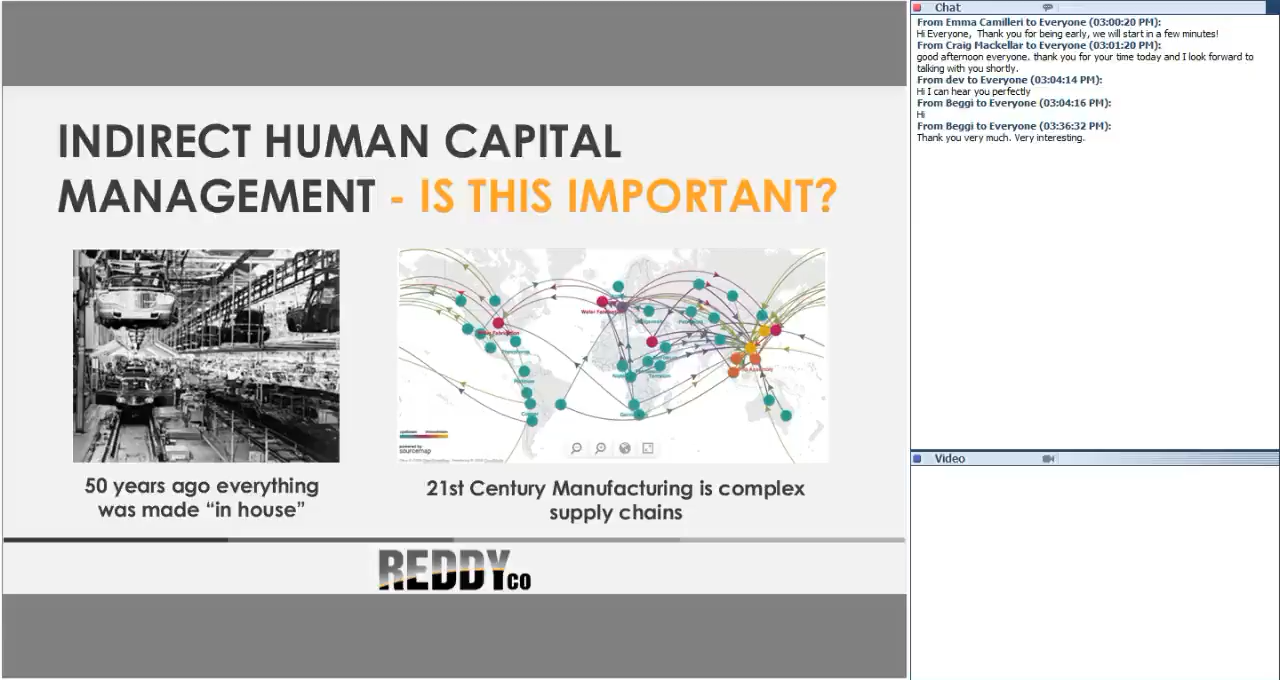 INDIRECT HUMAN CAPITAL
MANAGEMENT - IS THIS IMPORTANT?
50 years ago everything
was made “in house”
powered by
sourcemap
21st Century Manufacturing is complex
supply chains
REDDYCO
Chat
From Emma Camilleri to Everyone (03:00:20 PM):
Hi Everyone,  Thank you for being early, we will start in a few minutes!
From Craig Mackellar to Everyone (03:01:20 PM):
good afternoon everyone. thank you for your time today and I look forward to
talking with you shortly.
From dev to Everyone (03:04:14 PM):
Hi I can hear you perfectly
From Beggi to Everyone (03:04:16 PM):
Hi
From Beggi to Everyone (03:36:32 PM):
Thank you very much. Very interesting.
Video